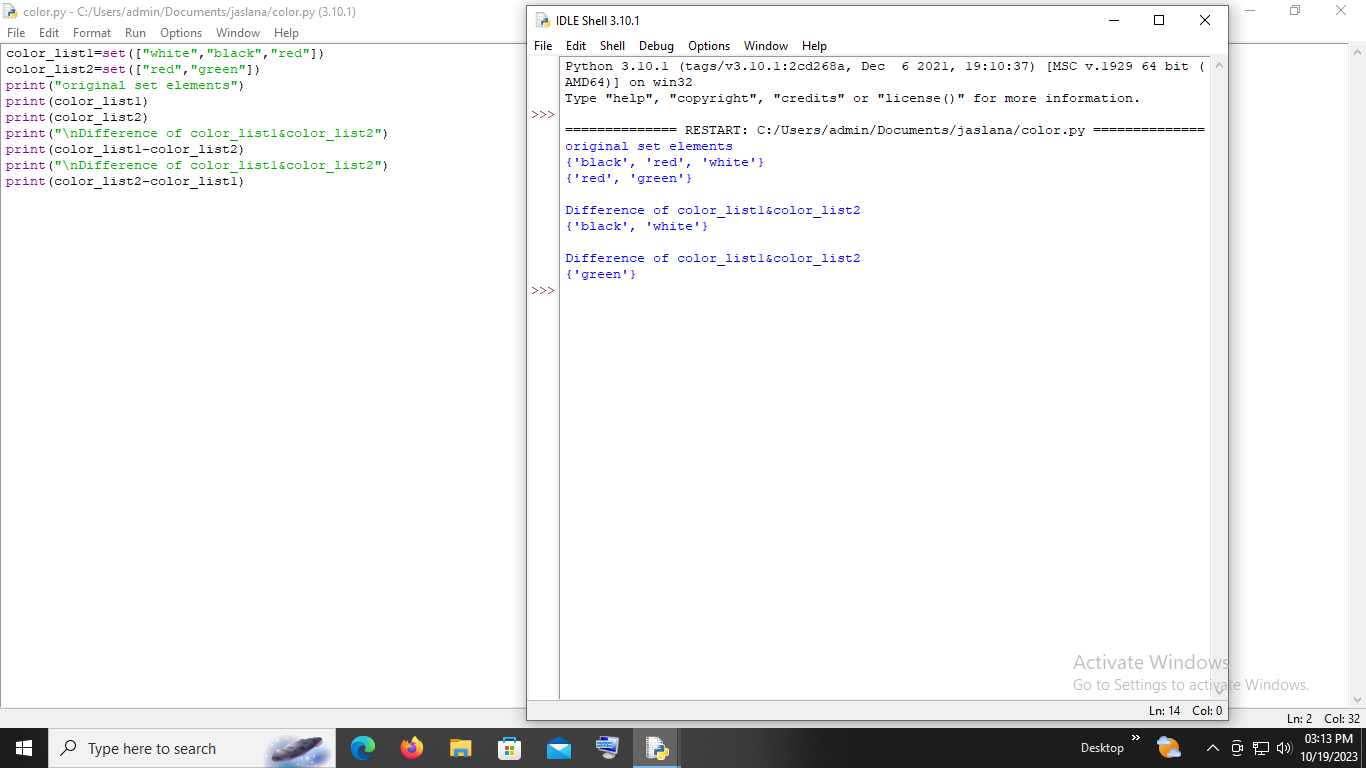 color.py - C:/Users/admin/Documents/jaslana/color.py (3.10.1)
File Edit Format Run Options Window Help
color_list1=set(["white","black","red"])
color_list2=set(["red","green"])
print("original set elements")
print(color_list1)
print(color_list2)
print("\nDifference of color_list1&color_list2")
print(color_list1-color_list2)
print("\nDifference of color_list1&color_list2")
print(color_list2-color_list1)
IDLE Shell 3.10.1
File Edit Shell Debug Options Window Help
Python 3.10.1 (tags/v3.10.1:2cd268a, Dec  6 2021, 19:10:37) [MSC v.1929 64 bit (
AMD64)] on win32
Type "help", "copyright", "credits" or "license()" for more information.
>>>
============== RESTART: C:/Users/admin/Documents/jaslana/color.py ==============
original set elements
{'black', 'red', 'white'}
{'red', 'green'}
Difference of color_list1&color_list2
{'black', 'white'}
Difference of color_list1&color_list2
{'green'}
>>>
Activate Windows
Go to Settings to activate Windows.
Ln: 14 Col: 0
Ln: 2 Col: 32
Type here to search
Desktop
03:13 PM
10/19/2023